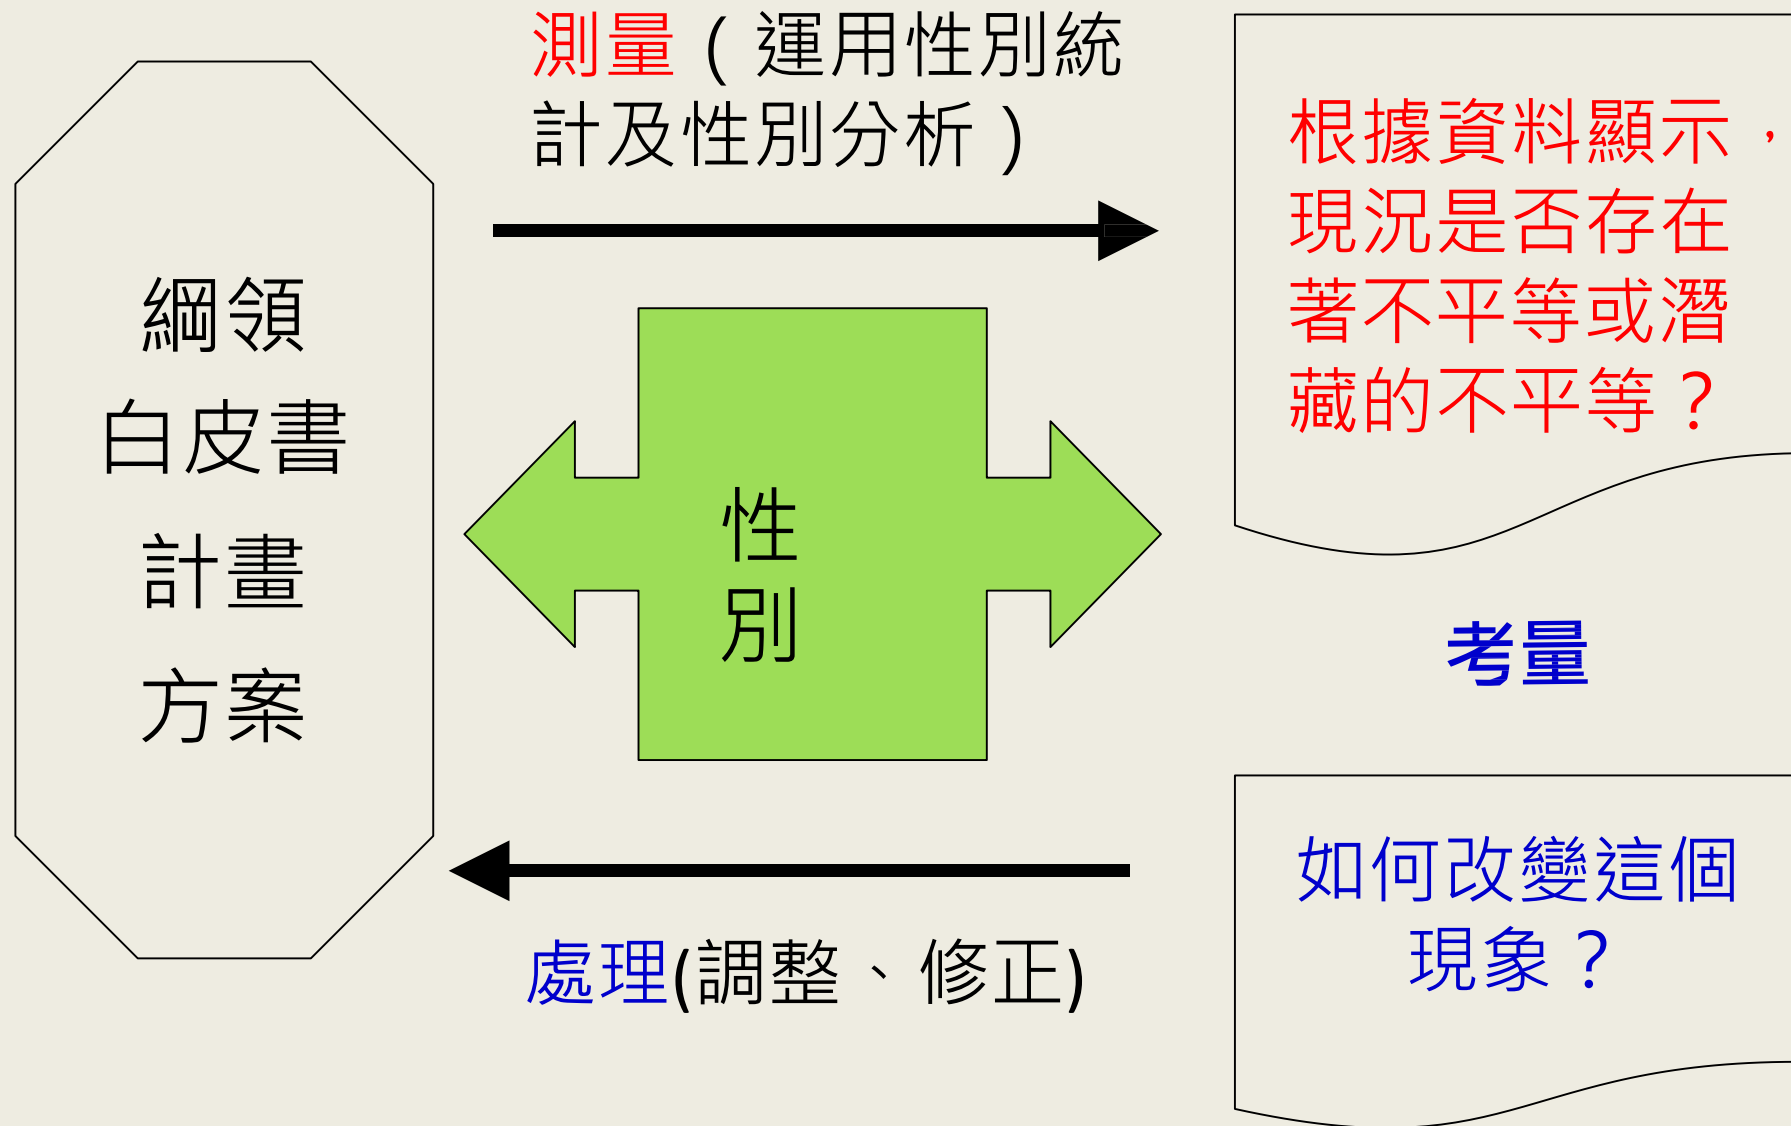 綱領
白皮書
計畫
方案
測量(運用性別統
計及性別分析)
性
別
處理(調整、修正)
根據資料顯示，
現況是否存在
著不平等或潛
藏的不平等？
考量
如何改變這個
現象？